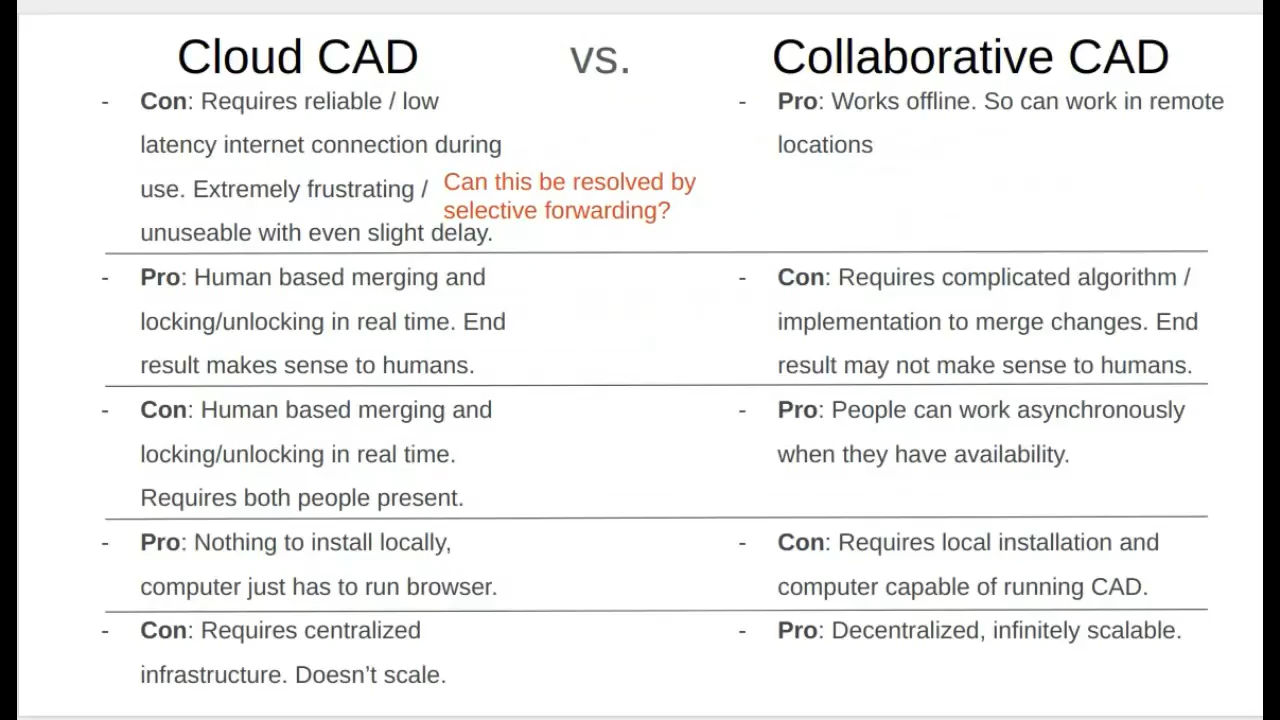 Cloud CAD vs. Collaborative CAD
- Con: Requires reliable / low
latency internet connection during
use. Extremely frustrating /
unuseable with even slight delay.
Can this be resolved by
selective forwarding?
- Pro: Works offline. So can work in remote
locations
- Pro: Human based merging and
locking/unlocking in real time. End
result makes sense to humans.
- Con: Requires complicated algorithm /
implementation to merge changes. End
result may not make sense to humans.
- Con: Human based merging and
locking/unlocking in real time.
Requires both people present.
- Pro: People can work asynchronously
when they have availability.
- Pro: Nothing to install locally,
computer just has to run browser.
- Con: Requires local installation and
computer capable of running CAD.
- Con: Requires centralized
infrastructure. Doesn’t scale.
- Pro: Decentralized, infinitely scalable.